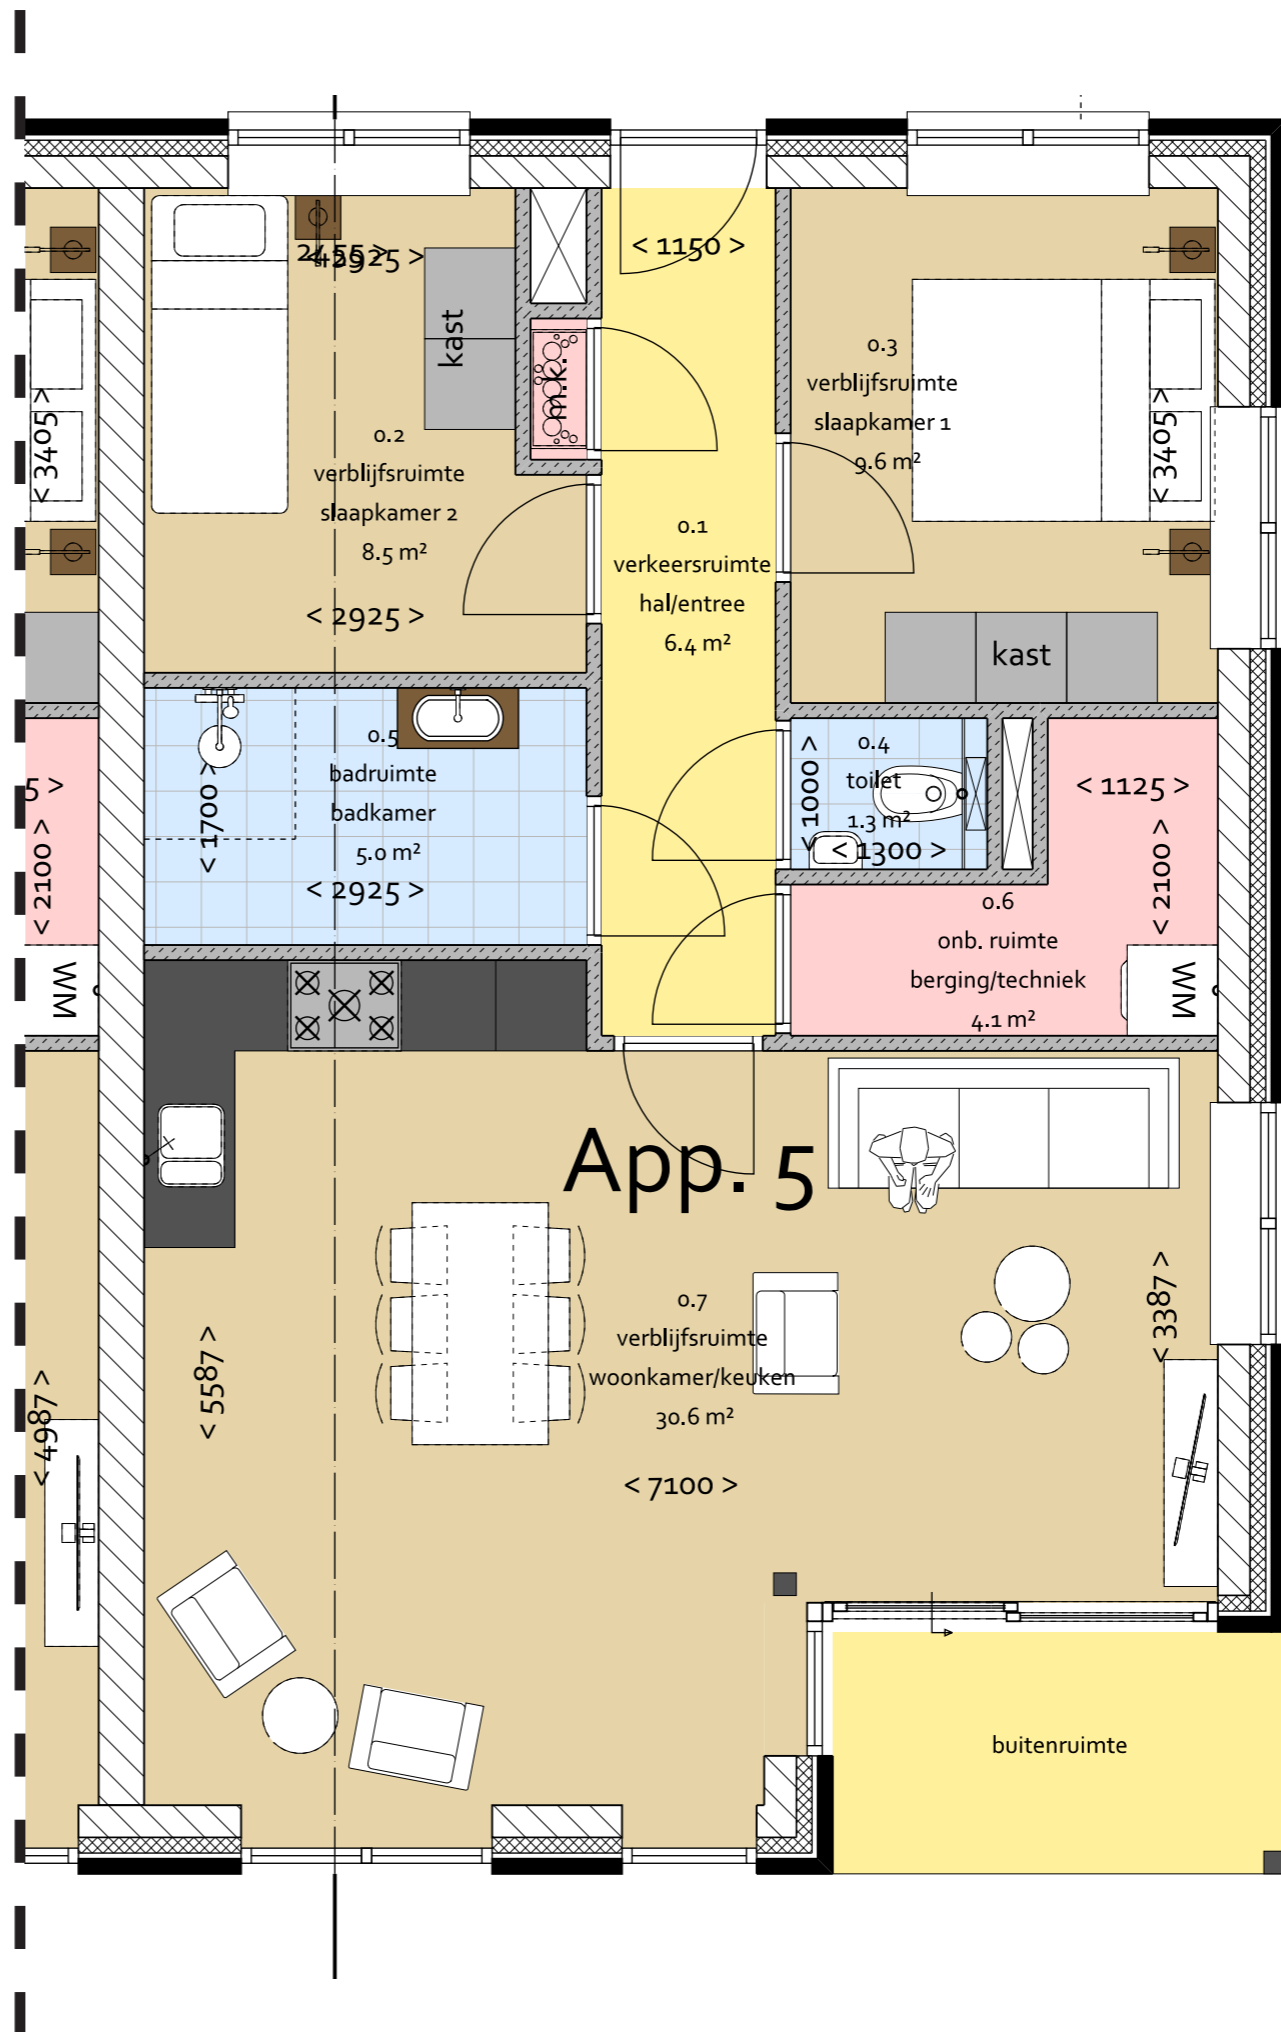 < 2925 >
< 1150 >
kast
m.k.
0.2
verblijfsruimte
slaapkamer 2
8.5 m²
< 2925 >
0.3
verblijfsruimte
slaapkamer 1
9.6 m²
< 3405 >
< 3405 >
kast
0.1
verkeersruimte
hal/entree
6.4 m²
0.5
badruimte
badkamer
5.0 m²
< 1700 >
< 2925 >
0.4
toilet
1.3 m²
< 1000 >
< 1300 >
< 1125 >
< 2100 >
5 >
< 2100 >
WM
0.6
onb. ruimte
berging/techniek
4.1 m²
WM
App. 5
0.7
verblijfsruimte
woonkamer/keuken
30.6 m²
< 7100 >
< 5587 >
< 3387 >
< 4987 >
buitenruimte